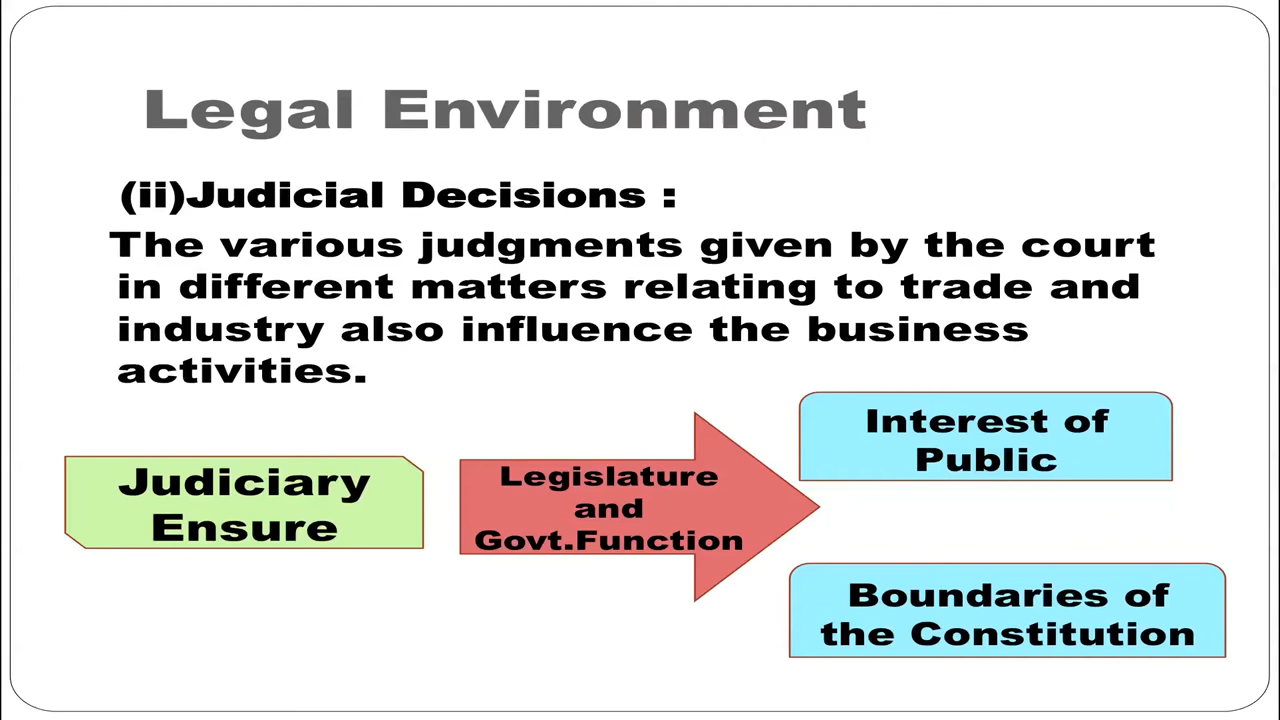 Legal Environment
(ii)Judicial Decisions :
The various judgments given by the court
in different matters relating to trade and
industry also influence the business
activities.
Judiciary
Ensure
Legislature
and
Govt.Function
Interest of
Public
Boundaries of
the Constitution